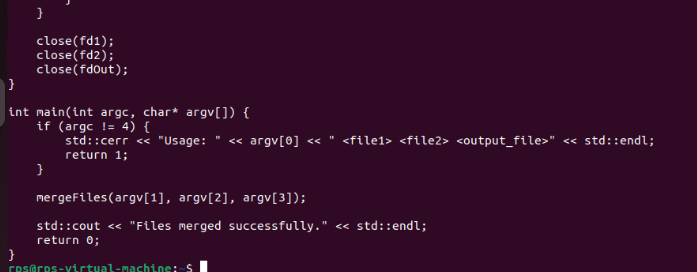 }

    close(fd1);
    close(fd2);
    close(fdOut);
}

int main(int argc, char* argv[]) {
    if (argc != 4) {
        std::cerr << "Usage: " << argv[0] << " <file1> <file2> <output_file>" << std::endl;
        return 1;
    }

    mergeFiles(argv[1], argv[2], argv[3]);

    std::cout << "Files merged successfully." << std::endl;
    return 0;
}
rps@rps-virtual-machine:~$